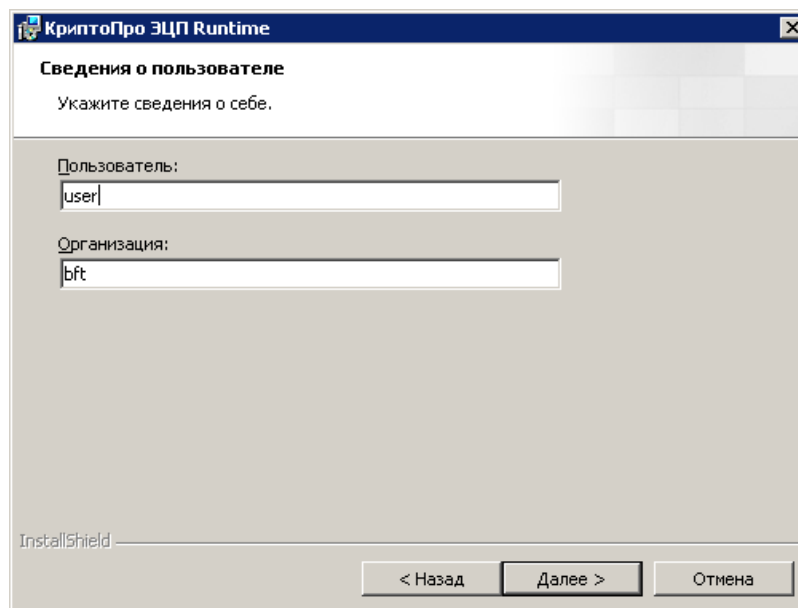 КриптоПро ЭЦП Runtime
Сведения о пользователе
Укажите сведения о себе.
Пользователь:
user
Организация:
bft
InstallShield
< Назад
Далее >
Отмена